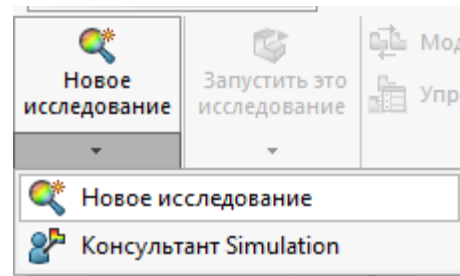 Новое
исследование
Запустить это
исследование
Новое исследование
Консультант Simulation